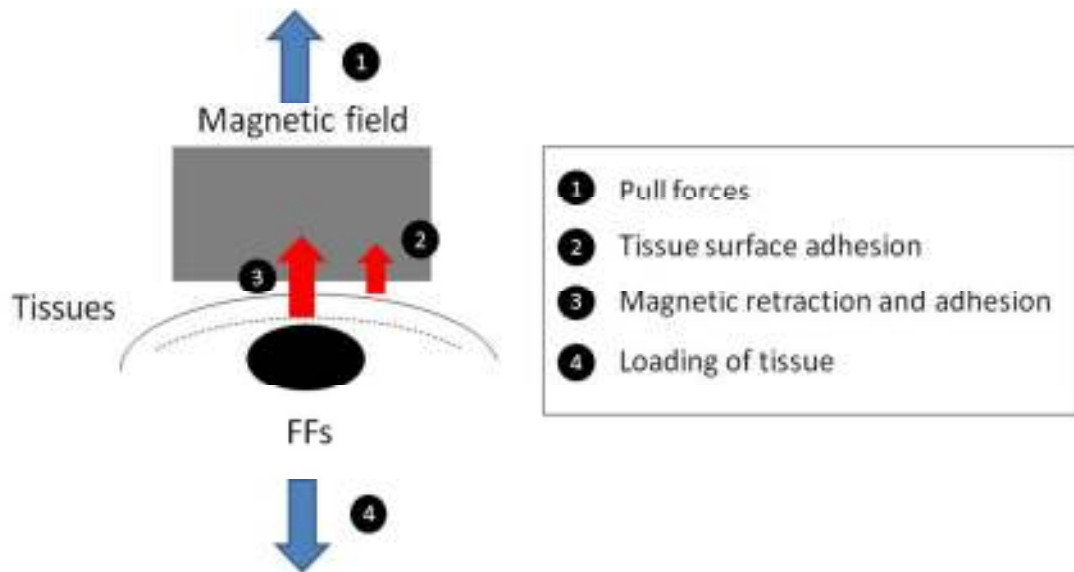 1
Magnetic field
2
3
Tissues
FFs
4
1 Pull forces
2 Tissue surface adhesion
3 Magnetic retraction and adhesion
4 Loading of tissue